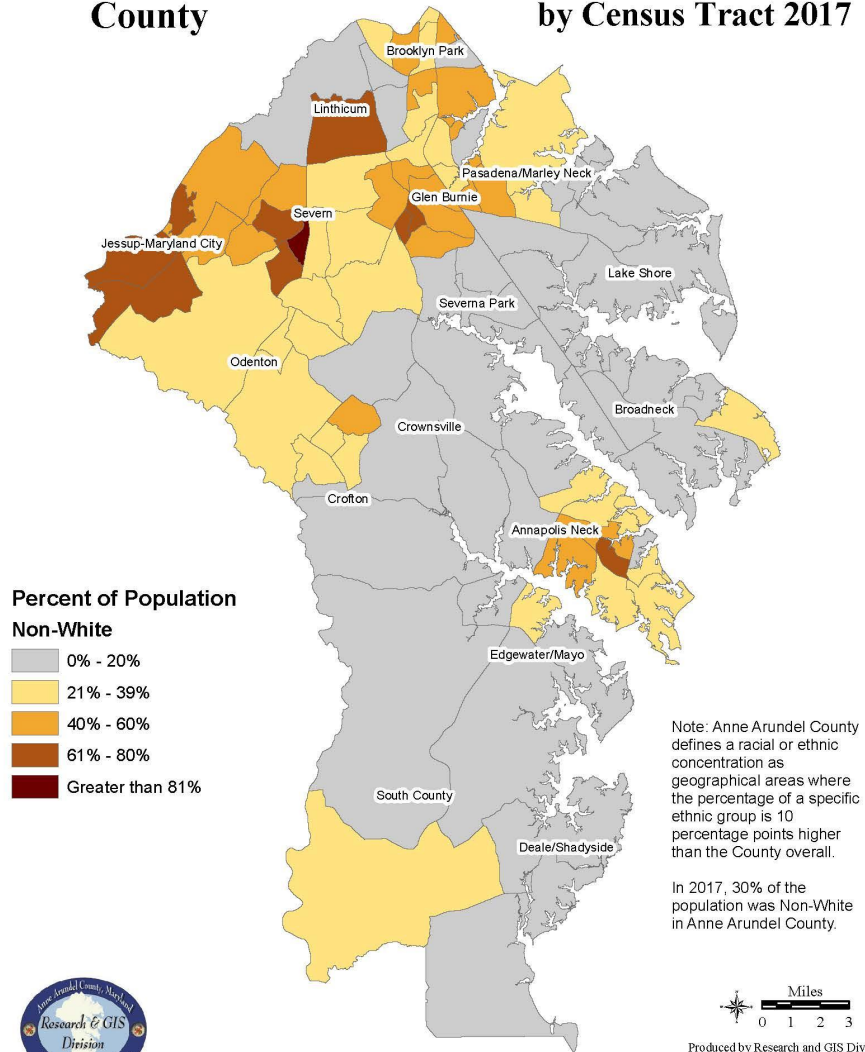 County
by Census Tract 2017
Brooklyn Park
Linthicum
Pasadena/Marley Neck
Glen Burnie
Severn
Jessup-Maryland City
Lake Shore
Severna Park
Odenton
Broadneck
Crownsville
Crofton
Annapolis Neck
Edgewater/Mayo
South County
Deale/Shadyside
Percent of Population
Non-White
0% - 20%
21% - 39%
40% - 60%
61% - 80%
Greater than 81%
Note: Anne Arundel County
defines a racial or ethnic
concentration as
geographical areas where
the percentage of a specific
ethnic group is 10
percentage points higher
than the County overall.
In 2017, 30% of the
population was Non-White
in Anne Arundel County.
Anne Arundel County, Maryland
Research & GIS
Division
Miles
0 1 2 3
Produced by Research and GIS Div